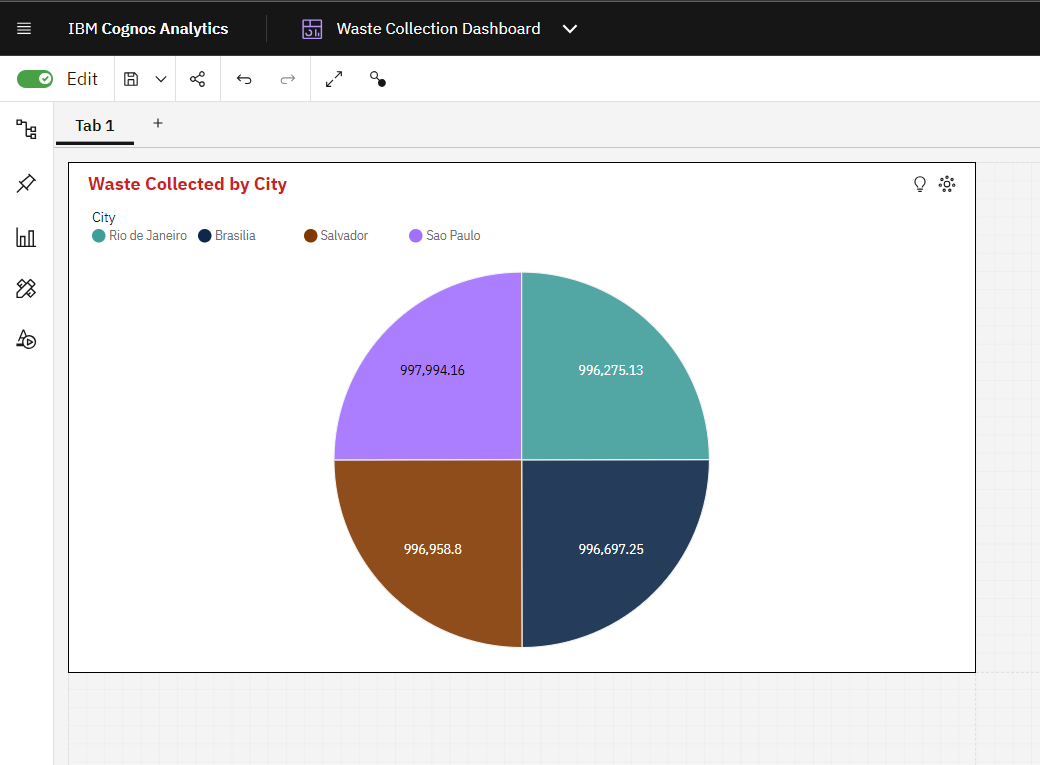 IBM Cognos Analytics
Waste Collection Dashboard
Edit
Tab 1
+
Waste Collected by City
City
Rio de Janeiro Brasilia Salvador Sao Paulo
997,994.16 996,275.13
996,958.8 996,697.25